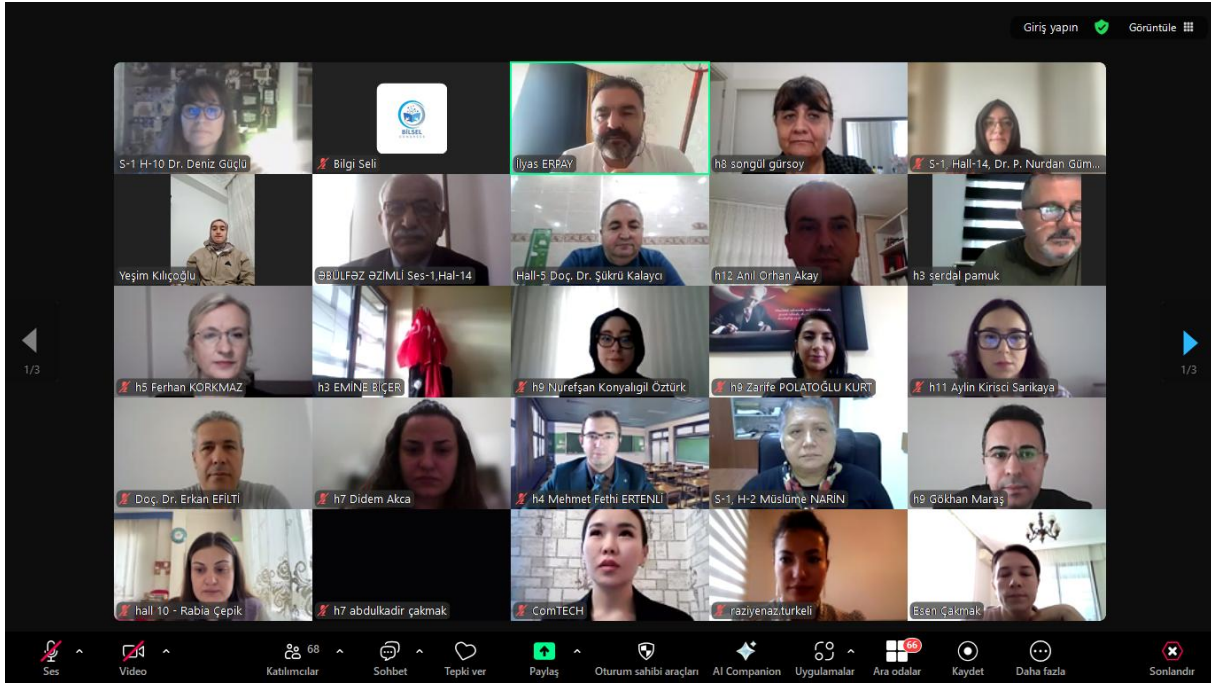 Giriş yapın
Görüntüle
S-1 H-10 Dr. Deniz Güçlü
BİLSEL
Bilgi Seli
İlyas ERPAY
h8 songül gürsoy
S-1, Hall-14, Dr. P. Nurdan Güm...
Yeşim Kılıçoğlu
ƏBÜLFƏZ ƏZİMLİ Ses-1,Hal-14
Hall-5 Doç. Dr. Şükrü Kalaycı
h12 Anıl Orhan Akay
h3 serdal pamuk
1/3
1/3
h5 Ferhan KORKMAZ
h3 EMİNE BİÇER
h9 Nurefşan Konyalıgil Öztürk
h9 Zarife POLATOĞLU KURT
h11 Aylin Kirisci Sarikaya
Doç. Dr. Erkan EFİLTİ
h7 Didem Akca
h4 Mehmet Fethi ERTENLİ
S-1, H-2 Müslüme NARİN
h9 Gökhan Maraş
hall 10 - Rabia Çepik
h7 abdulkadir çakmak
ComTECH
raziyenaz.turkeli
Esen Çakmak
Ses
Video
68
Katılımcılar
Sohbet
Tepki ver
Paylaş
Oturum sahibi araçları
AI Companion
Uygulamalar
66
Ara odalar
Kaydet
Daha fazla
Sonlandır